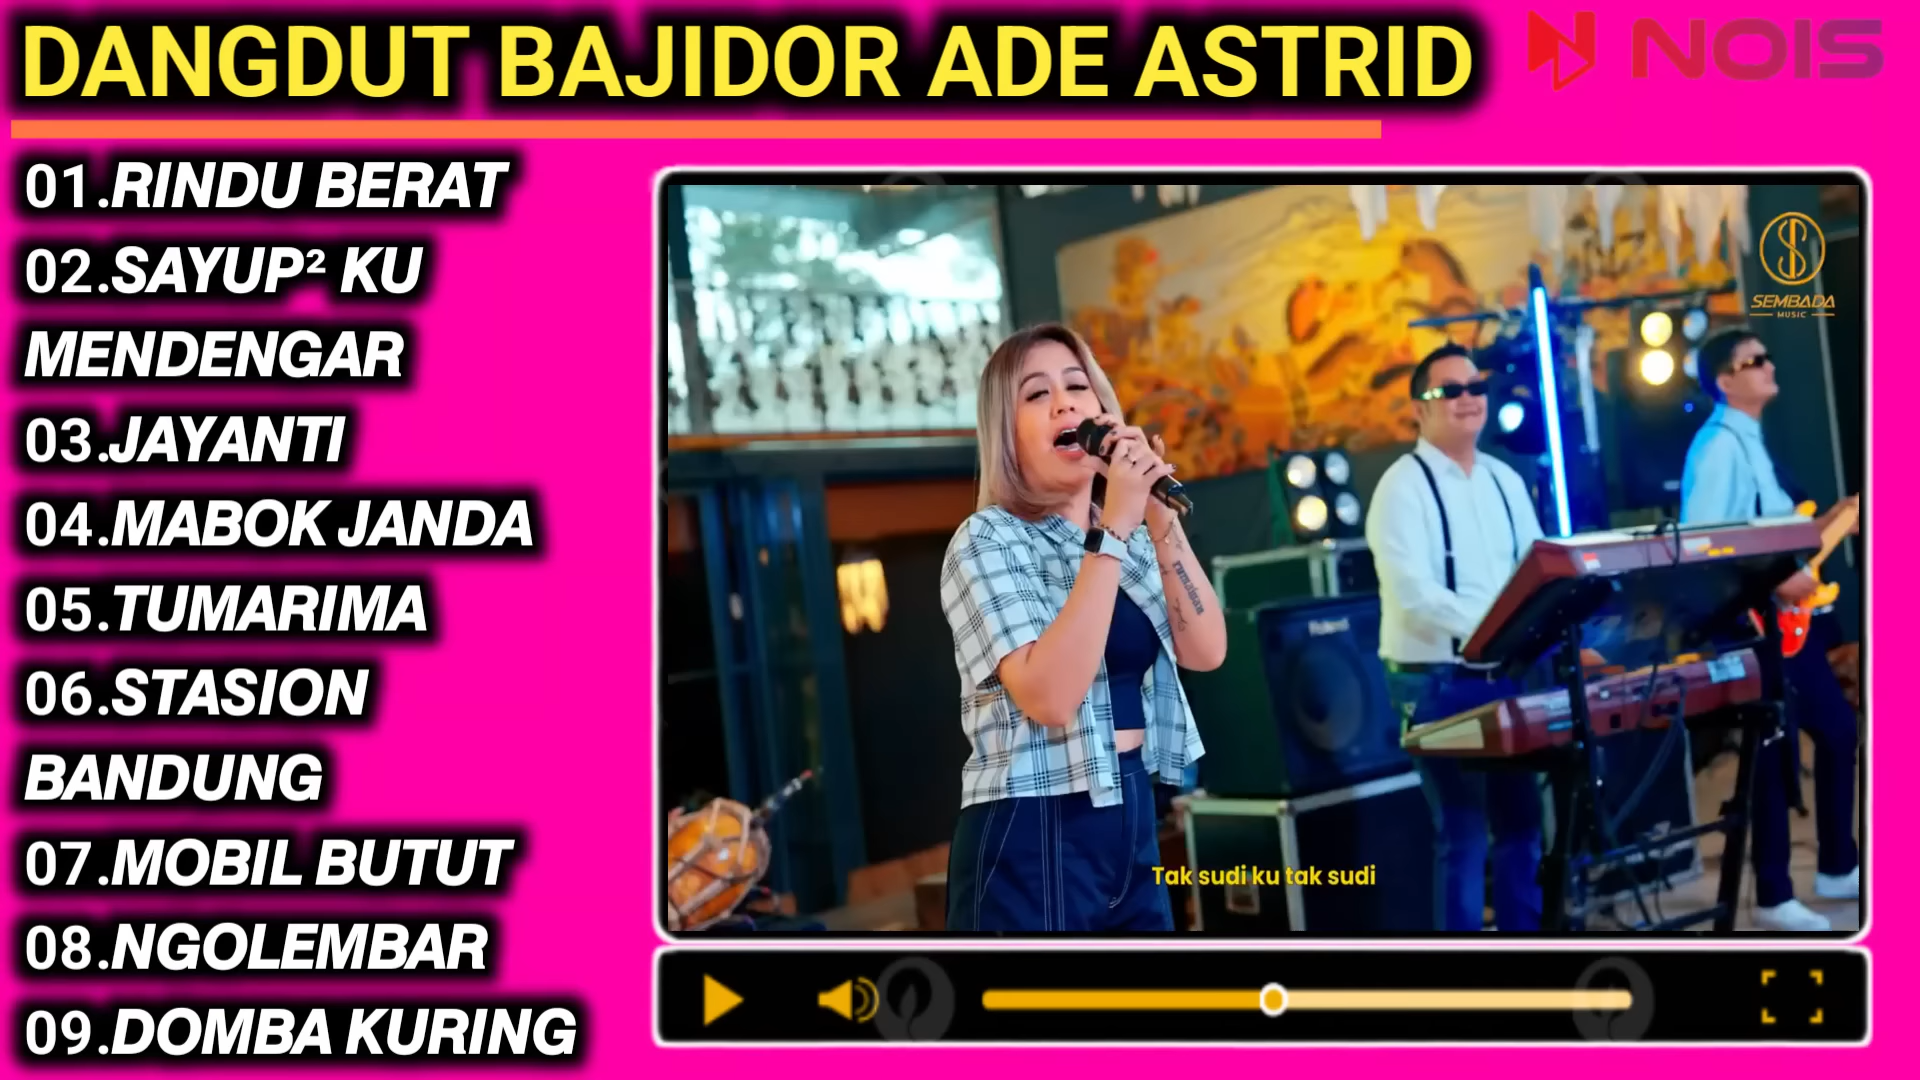 DANGDUT BAJIDOR ADE ASTRID
NOIS
01.RINDU BERAT
02.SAYUP² KU
MENDENGAR
03.JAYANTI
04.MABOK JANDA
05.TUMARIMA
06.STASION
BANDUNG
07.MOBIL BUTUT
08.NGOLEMBAR
09.DOMBA KURING
SEMBADA
MUSIC
Roland
Tak sudi ku tak sudi